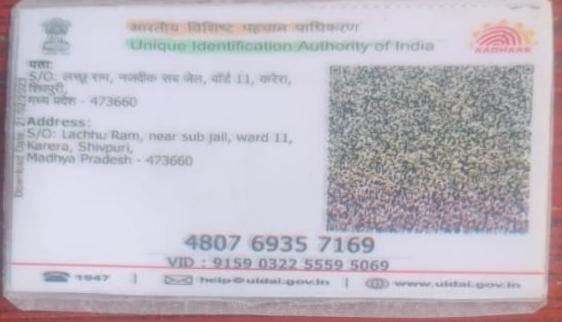 भारतीय विशिष्ट पहचान प्राधिकरण
Unique Identification Authority of India
AADHAAR
पता:
S/O: लच्छू राम, नजदीक सब जेल, वॉर्ड 11, करेरा,
शिवपुरी,
मध्य प्रदेश - 473660
Address:
S/O: Lachhu Ram, near sub jail, ward 11,
Karera, Shivpuri,
Madhya Pradesh - 473660
4807 6935 7169
VID : 9159 0322 5559 5069
1947 | help@uidai.gov.in | www.uidai.gov.in